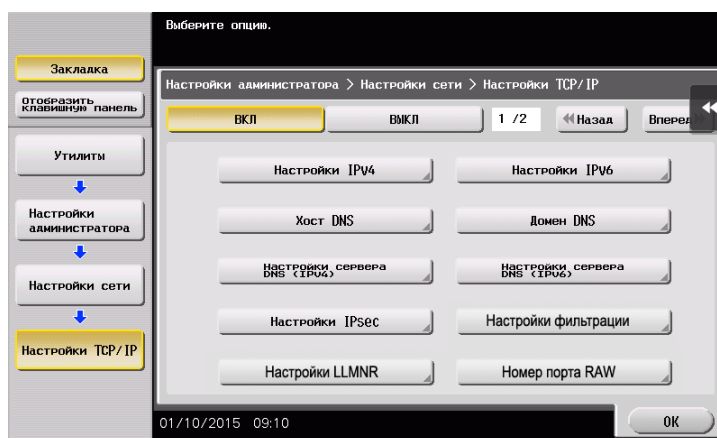 Выберите опцию.
Закладка
Отобразить
клавишную панель
Утилиты
Настройки
администратора
Настройки сети
Настройки TCP/IP
Настройки администратора > Настройки сети > Настройки TCP/IP
ВКЛ ВЫКЛ 1 /2 Назад Вперед
Настройки IPv4 Настройки IPv6
Хост DNS Домен DNS
Настройки сервера
DNS (IPv4)
Настройки сервера
DNS (IPv6)
Настройки IPsec Настройки фильтрации
Настройки LLMNR Номер порта RAW
01/10/2015 09:10 OK